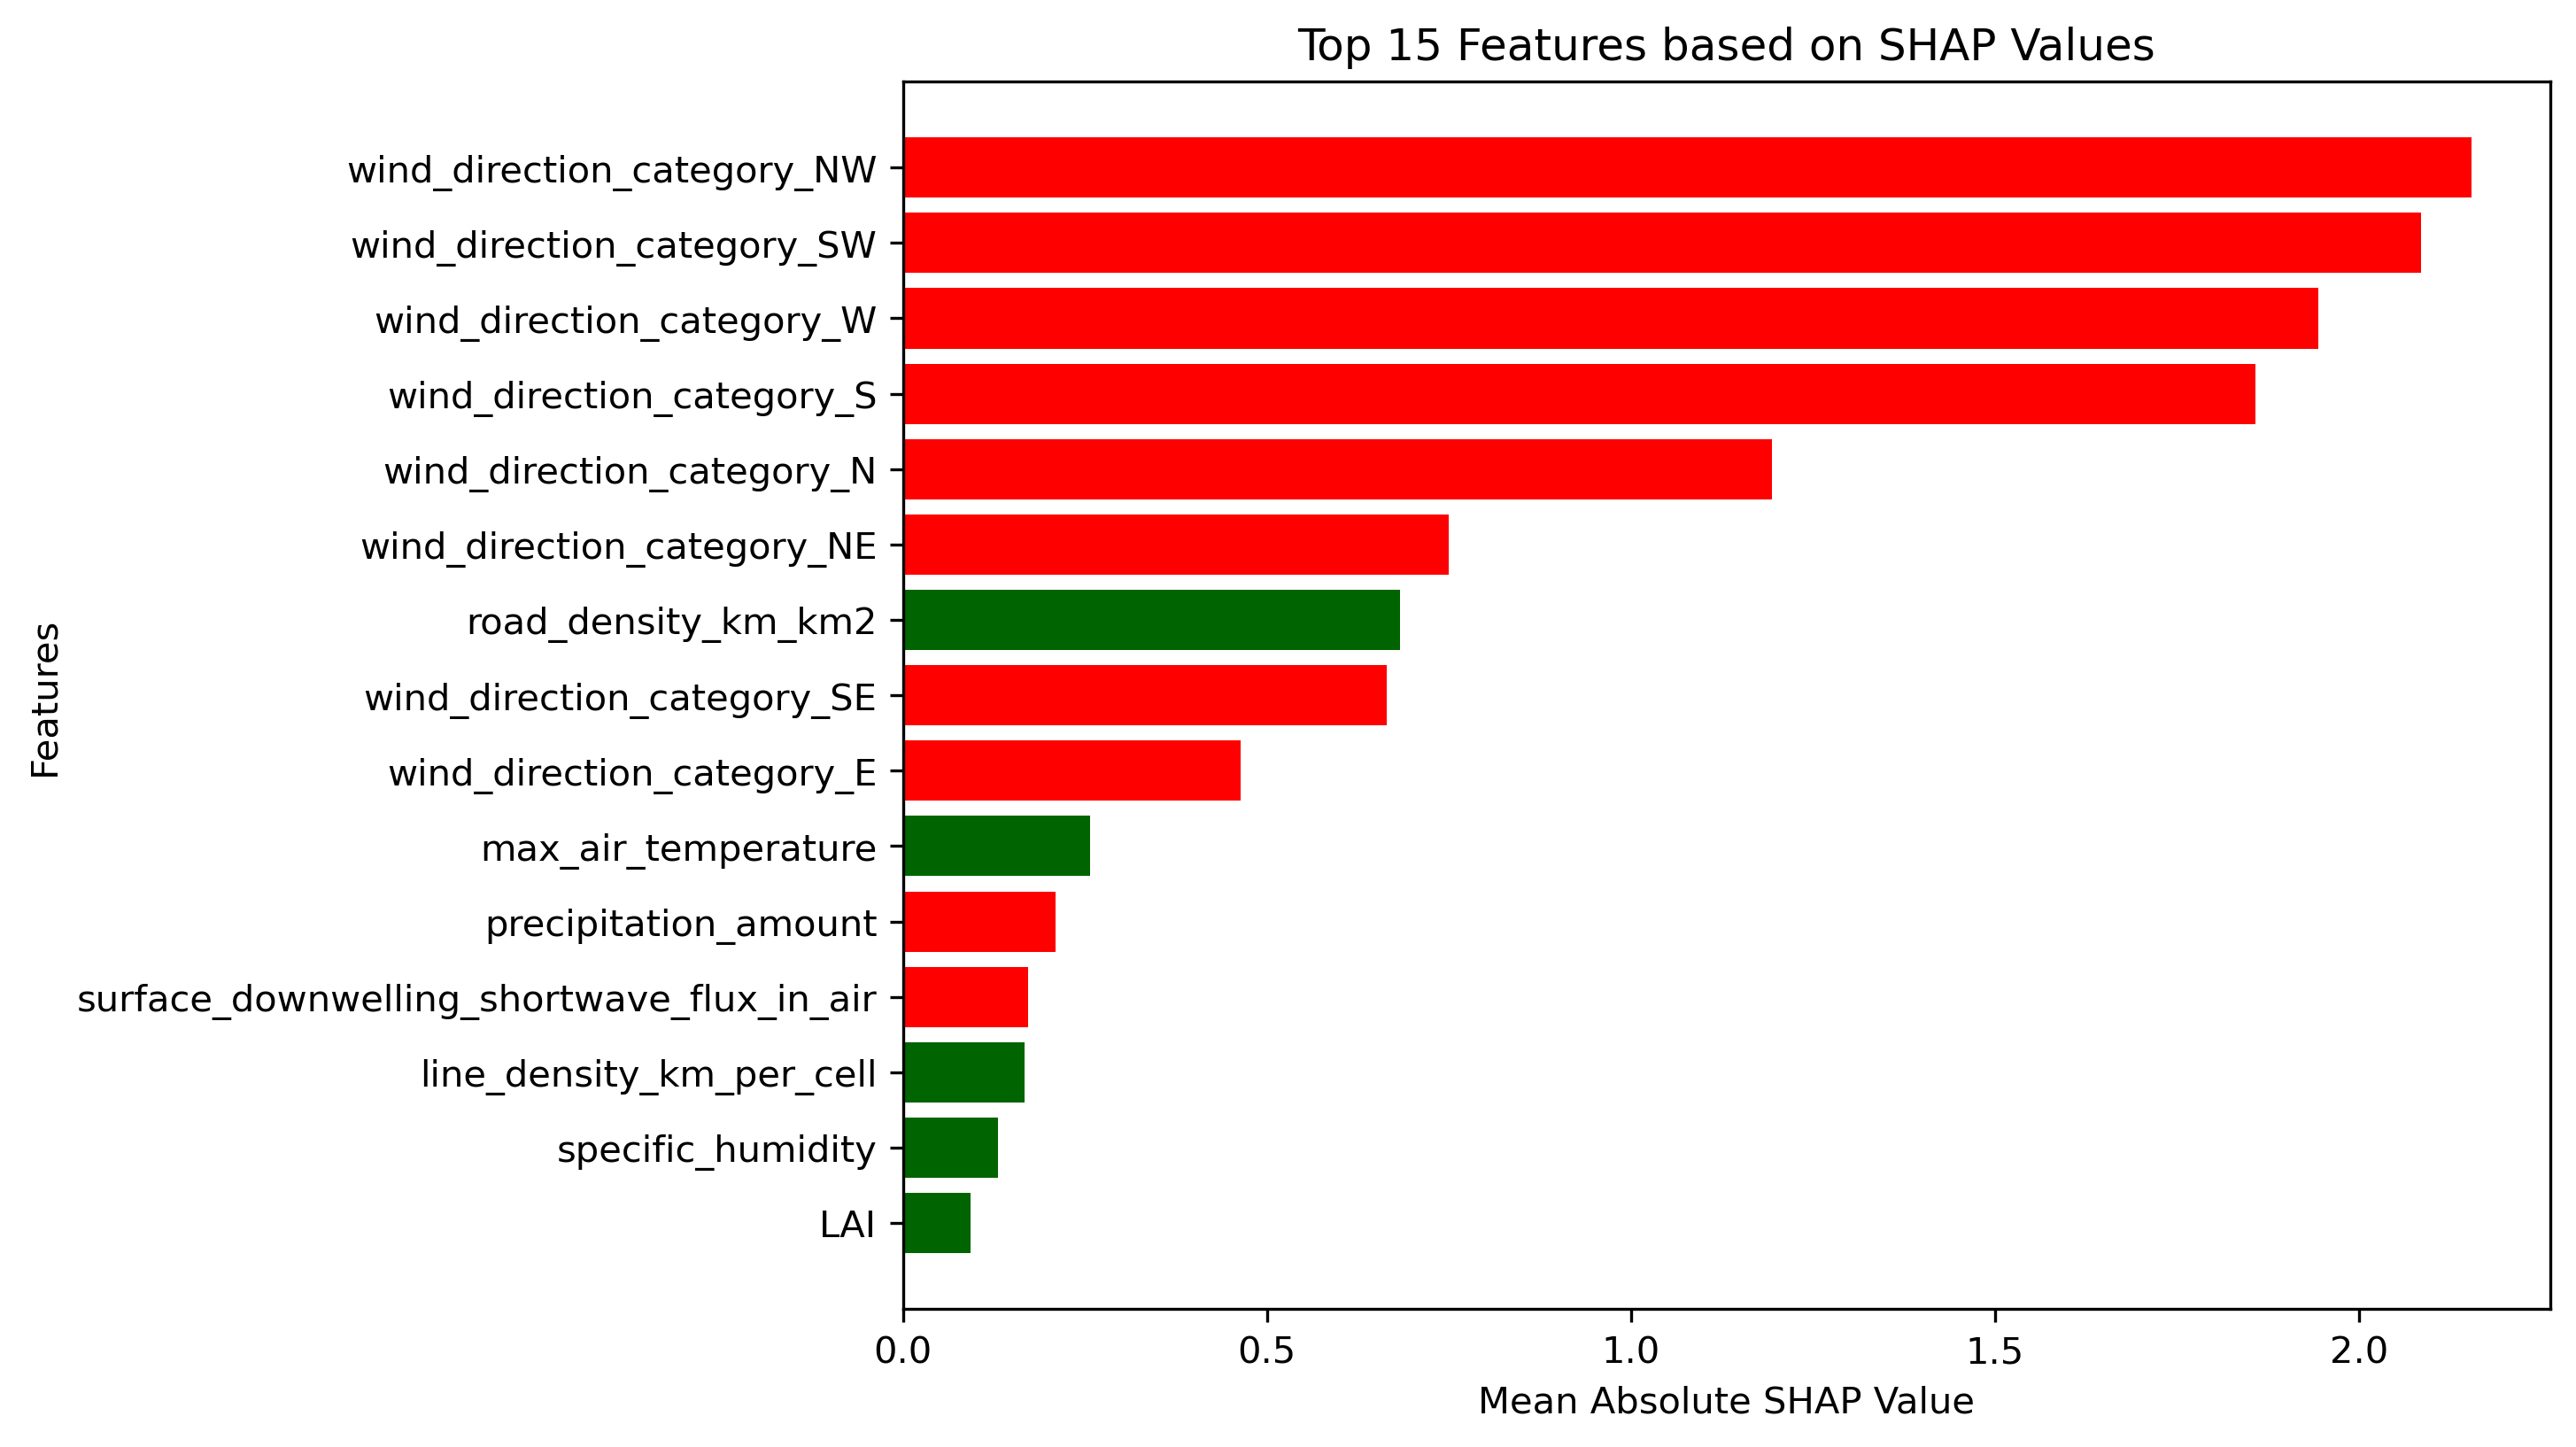 Top 15 Features based on SHAP Values
wind_direction_category_NW
wind_direction_category_SW
wind_direction_category_W
wind_direction_category_S
wind_direction_category_N
wind_direction_category_NE
road_density_km_km2
wind_direction_category_SE
wind_direction_category_E
max_air_temperature
precipitation_amount
surface_downwelling_shortwave_flux_in_air
line_density_km_per_cell
specific_humidity
LAI
Features
0.0 0.5 1.0 1.5 2.0
Mean Absolute SHAP Value